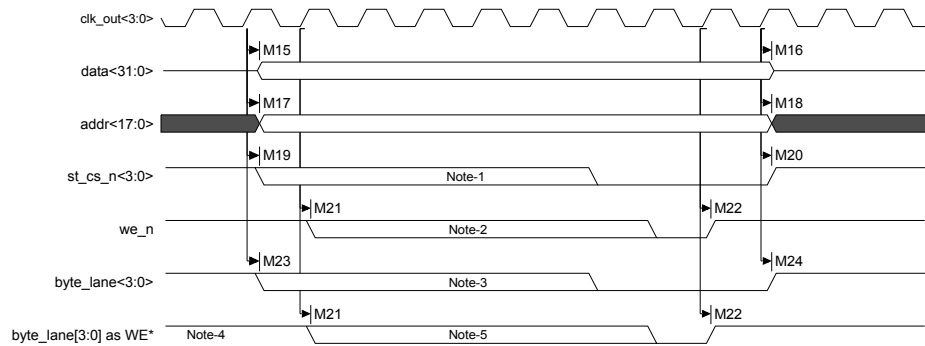 clk_out<3:0>
M15 M16
data<31:0>
M17 M18
addr<17:0>
M19 M20
st_cs_n<3:0> Note-1
M21 M22
we_n Note-2
M23 M24
byte_lane<3:0> Note-3
M21 M22
byte_lane[3:0] as WE* Note-4 Note-5